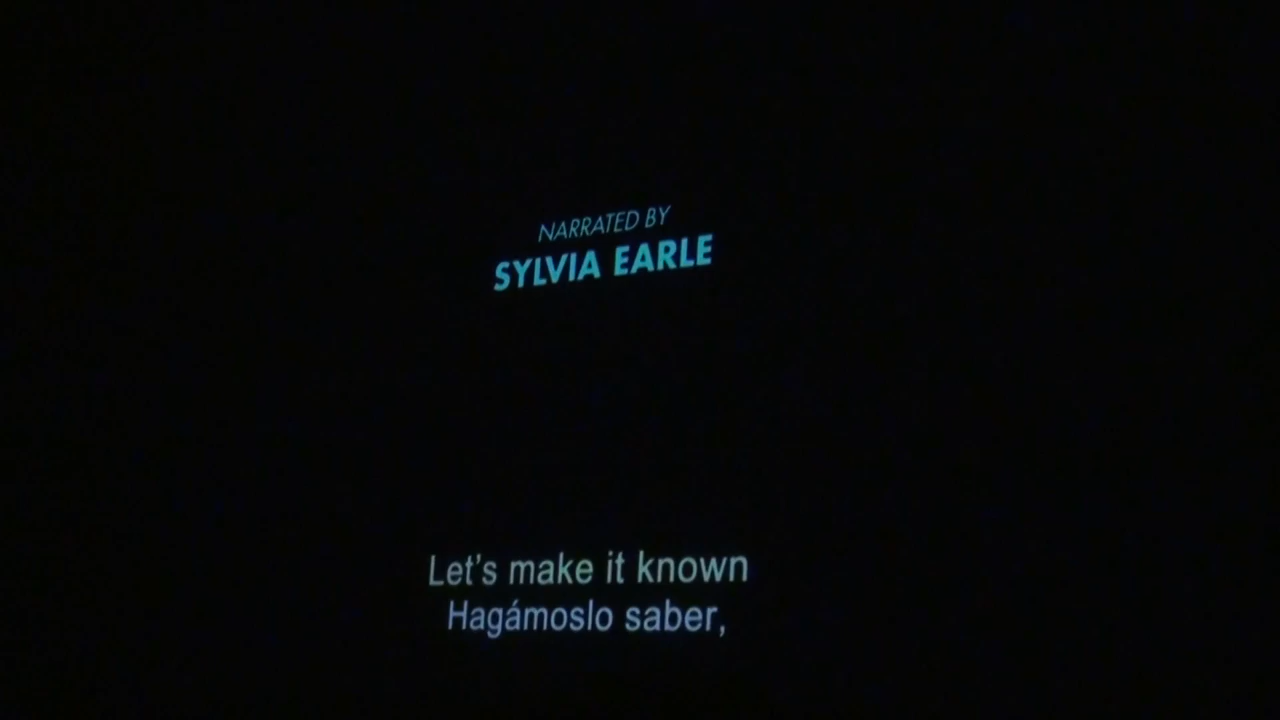 NARRATED BY
SYLVIA EARLE
Let's make it known
Hagámoslo saber,